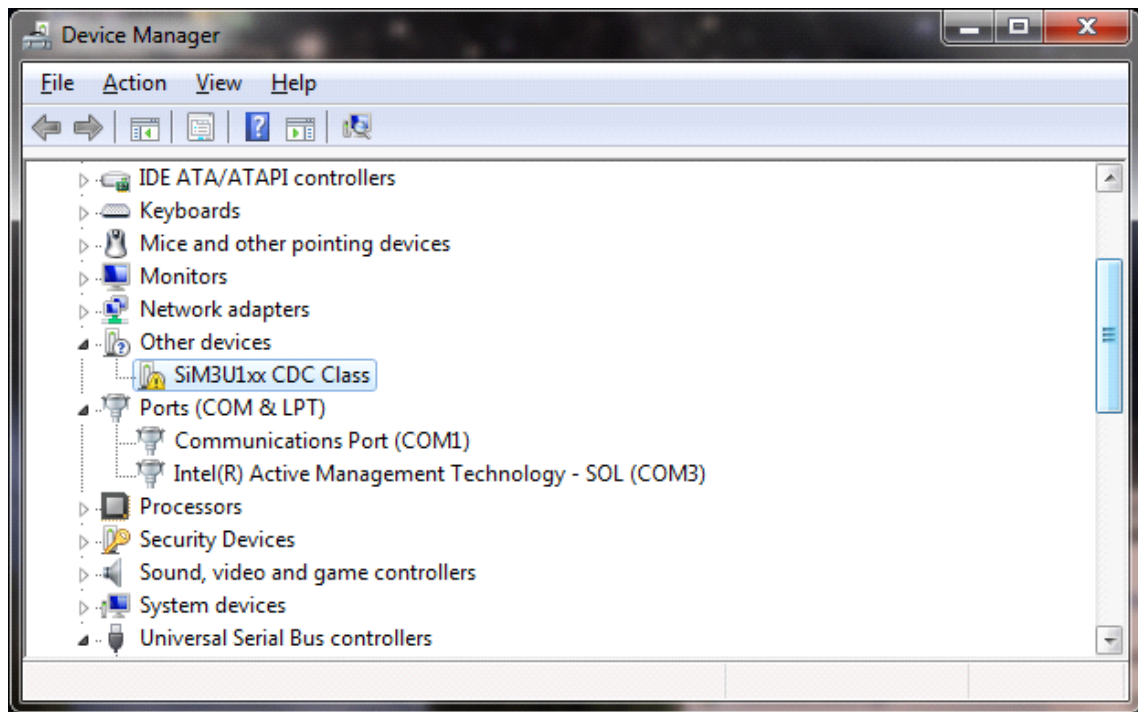 Device Manager
File Action View Help
IDE ATA/ATAPI controllers
Keyboards
Mice and other pointing devices
Monitors
Network adapters
Other devices
SiM3U1xx CDC Class
Ports (COM & LPT)
Communications Port (COM1)
Intel(R) Active Management Technology - SOL (COM3)
Processors
Security Devices
Sound, video and game controllers
System devices
Universal Serial Bus controllers